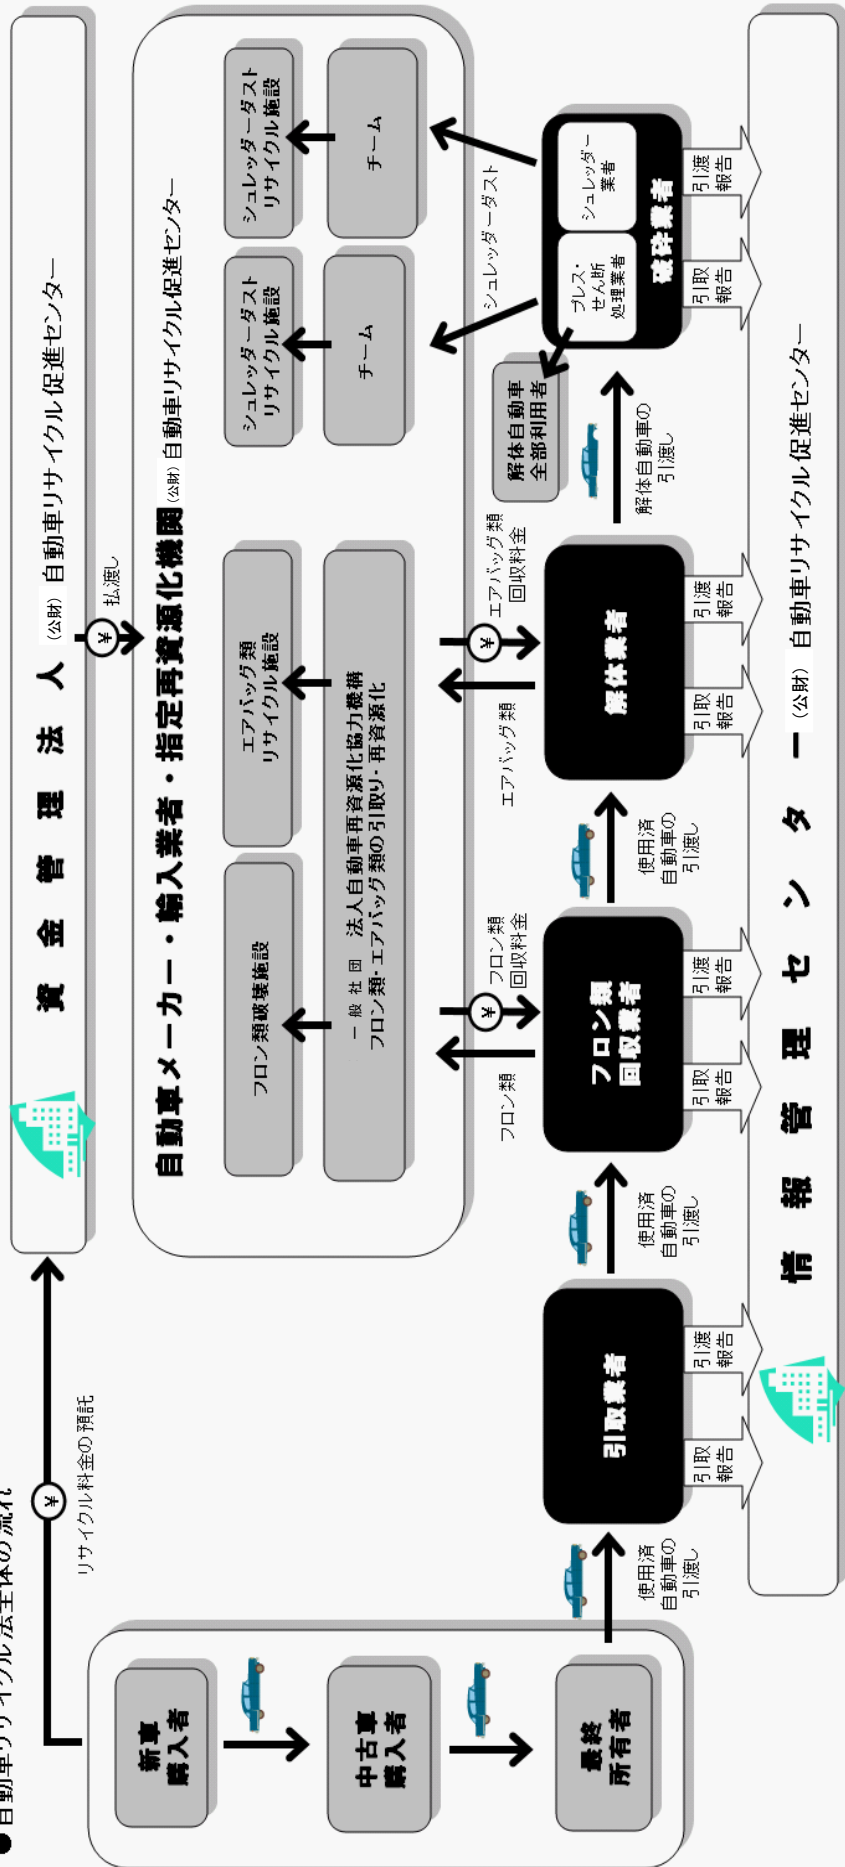 ●自動車リサイクル法全体の流れ
資金管理法人 (公財) 自動車リサイクル促進センター
リサイクル料金の預託
¥
¥
払渡し
自動車メーカー・輸入業者・指定再資源化機関 (公財) 自動車リサイクル促進センター
フロン類破壊施設
エアバッグ類
リサイクル施設
シュレッダーダスト
リサイクル施設
シュレッダーダスト
リサイクル施設
一般社団 法人自動車再資源化協力機構
フロン類・エアバッグ類の引取り・再資源化
チーム
チーム
新車
購入者
中古車
購入者
最終
所有者
フロン類
¥
フロン類
回収料金
エアバッグ類
¥
エアバッグ類
回収料金
シュレッダーダスト
解体自動車
全部利用者
引取業者
フロン類
回収業者
解体業者
プレス・
せん断
処理業者
シュレッダー
業者
破砕業者
使用済
自動車の
引渡し
使用済
自動車の
引渡し
使用済
自動車の
引渡し
解体自動車の
引渡し
引取
報告
引渡
報告
引取
報告
引渡
報告
引取
報告
引渡
報告
引取
報告
引渡
報告
情報管理センター (公財) 自動車リサイクル促進センター